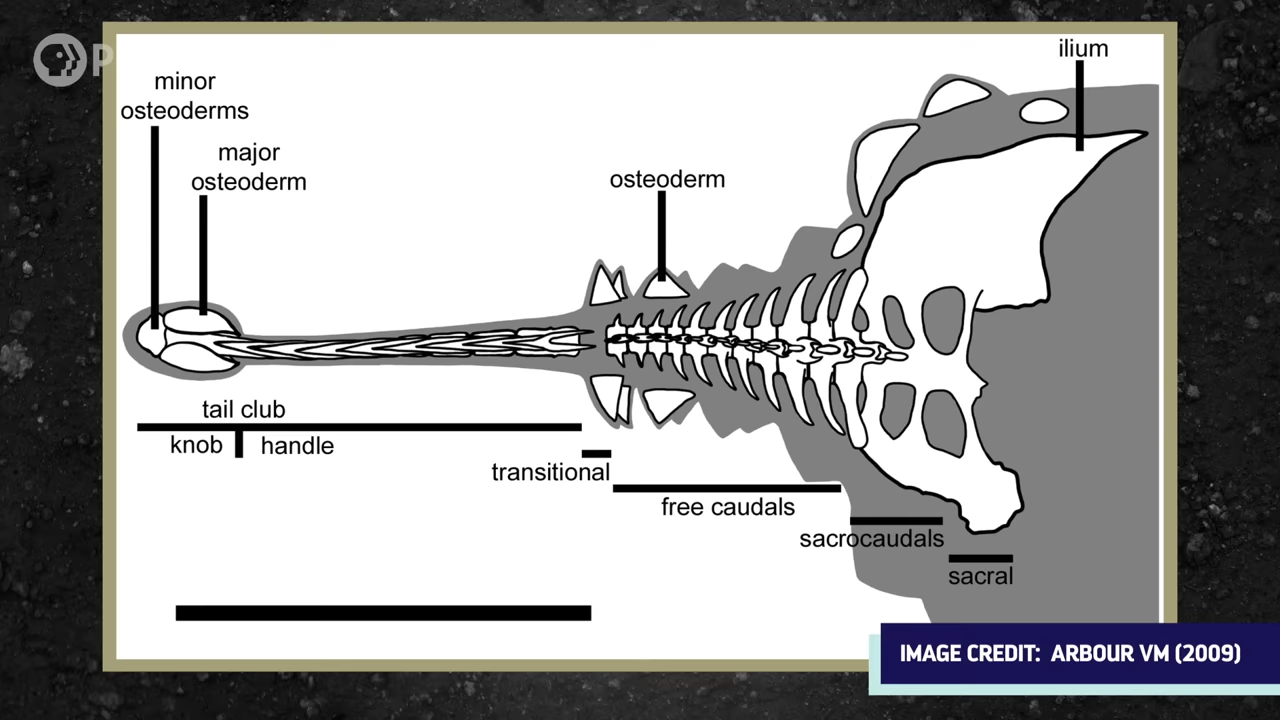 P
ilium
minor
osteoderms
major
osteoderm
osteoderm
tail club
knob
handle
transitional
free caudals
sacrocaudals
sacral
IMAGE CREDIT: ARBOUR VM (2009)